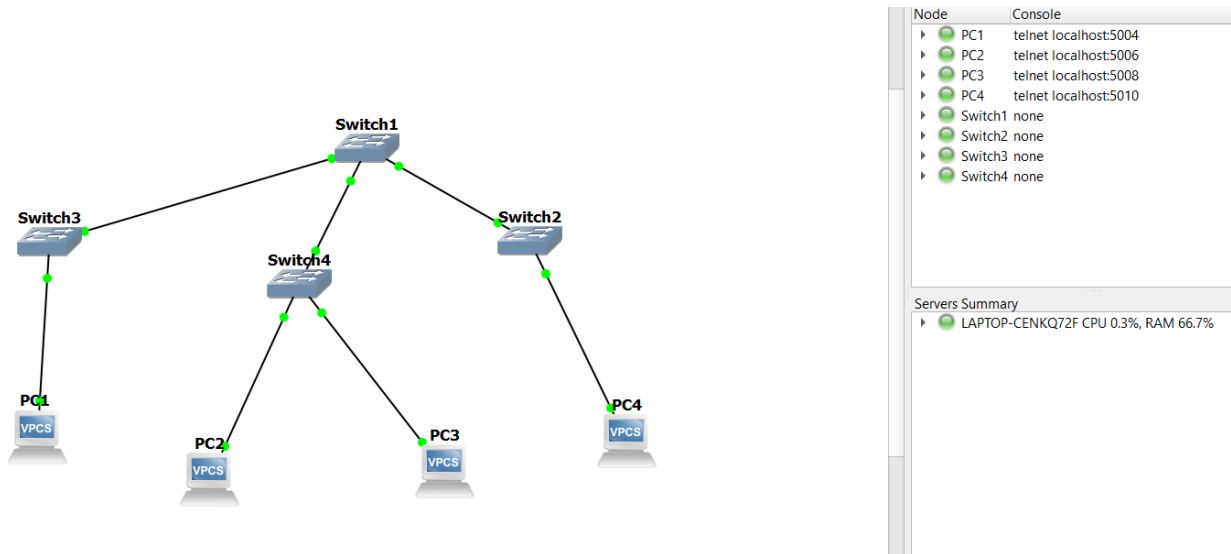 Switch1
Switch3
Switch2
Switch4
PC1
VPCS
PC2
VPCS
PC3
VPCS
PC4
VPCS
Node Console
PC1 telnet localhost:5004
PC2 telnet localhost:5006
PC3 telnet localhost:5008
PC4 telnet localhost:5010
Switch1 none
Switch2 none
Switch3 none
Switch4 none
Servers Summary
LAPTOP-CENKQ72F CPU 0.3%, RAM 66.7%